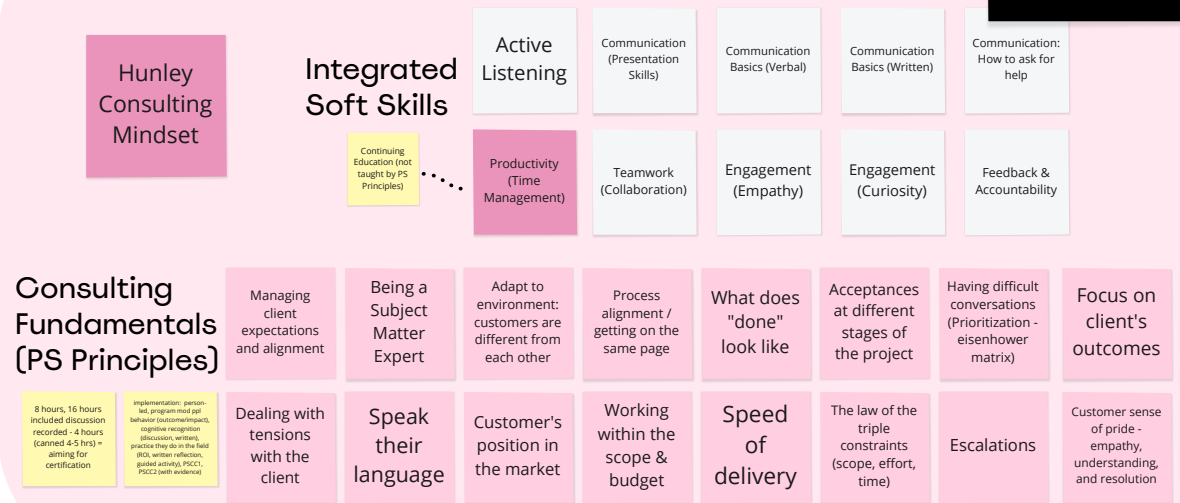 Hunley
Consulting
Mindset
Integrated
Soft Skills
Active
Listening
Communication
(Presentation
Skills)
Communication
Basics (Verbal)
Communication
Basics (Written)
Communication:
How to ask for
help
Continuing
Education (not
taught by PS
Principles)
Productivity
(Time
Management)
Teamwork
(Collaboration)
Engagement
(Empathy)
Engagement
(Curiosity)
Feedback &
Accountability
Consulting
Fundamentals
(PS Principles)
Managing
client
expectations
and alignment
Being a
Subject
Matter
Expert
Adapt to
environment:
customers are
different from
each other
Process
alignment /
getting on the
same page
What does
"done"
look like
Acceptances
at different
stages of
the project
Having difficult
conversations
(Prioritization -
eisenhower
matrix)
Focus on
client's
outcomes
8 hours, 16 hours
included discussion
recorded - 4 hours
(canned 4-5 hrs) =
aiming for
certification
implementation: person-
led, program mod ppl
behavior (outcome/impact),
cognitive recognition
(discussion, written),
practice they do in the field
(ROI, written reflection,
guided activity), PSCC1,
PSCC2 (with evidence)
Dealing with
tensions
with the
client
Speak
their
language
Customer's
position in
the market
Working
within the
scope &
budget
Speed
of
delivery
The law of the
triple
constraints
(scope, effort,
time)
Escalations
Customer sense
of pride -
empathy,
understanding,
and resolution